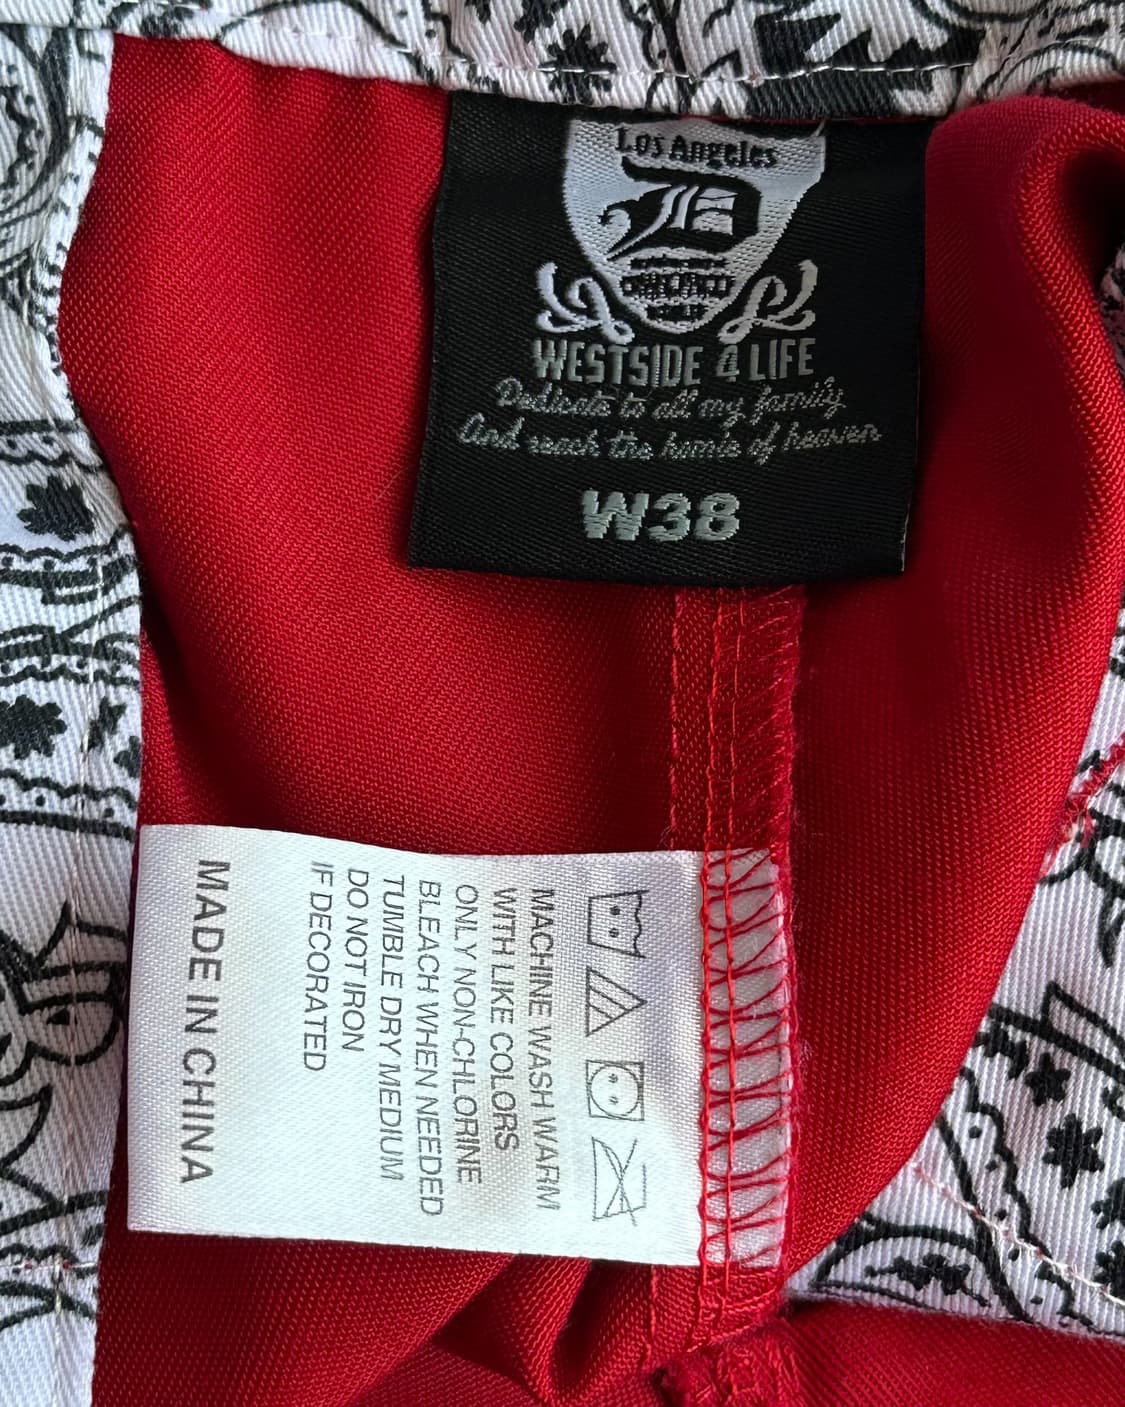 Los Angeles
D
WESTSIDE 4 LIFE
Dedicate to all my family
And reach the homie of heaven
W38
MACHINE WASH WARM
WITH LIKE COLORS
ONLY NON-CHLORINE
BLEACH WHEN NEEDED
TUMBLE DRY MEDIUM
DO NOT IRON
IF DECORATED
MADE IN CHINA